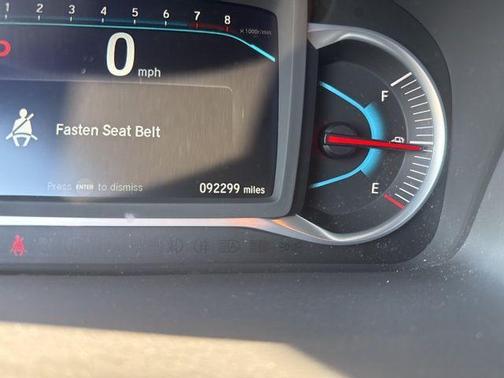 1 2 3 4 5 6 7 8
x1000r/min
0
mph
Fasten Seat Belt
Press ENTER to dismiss
092299 miles
F
E